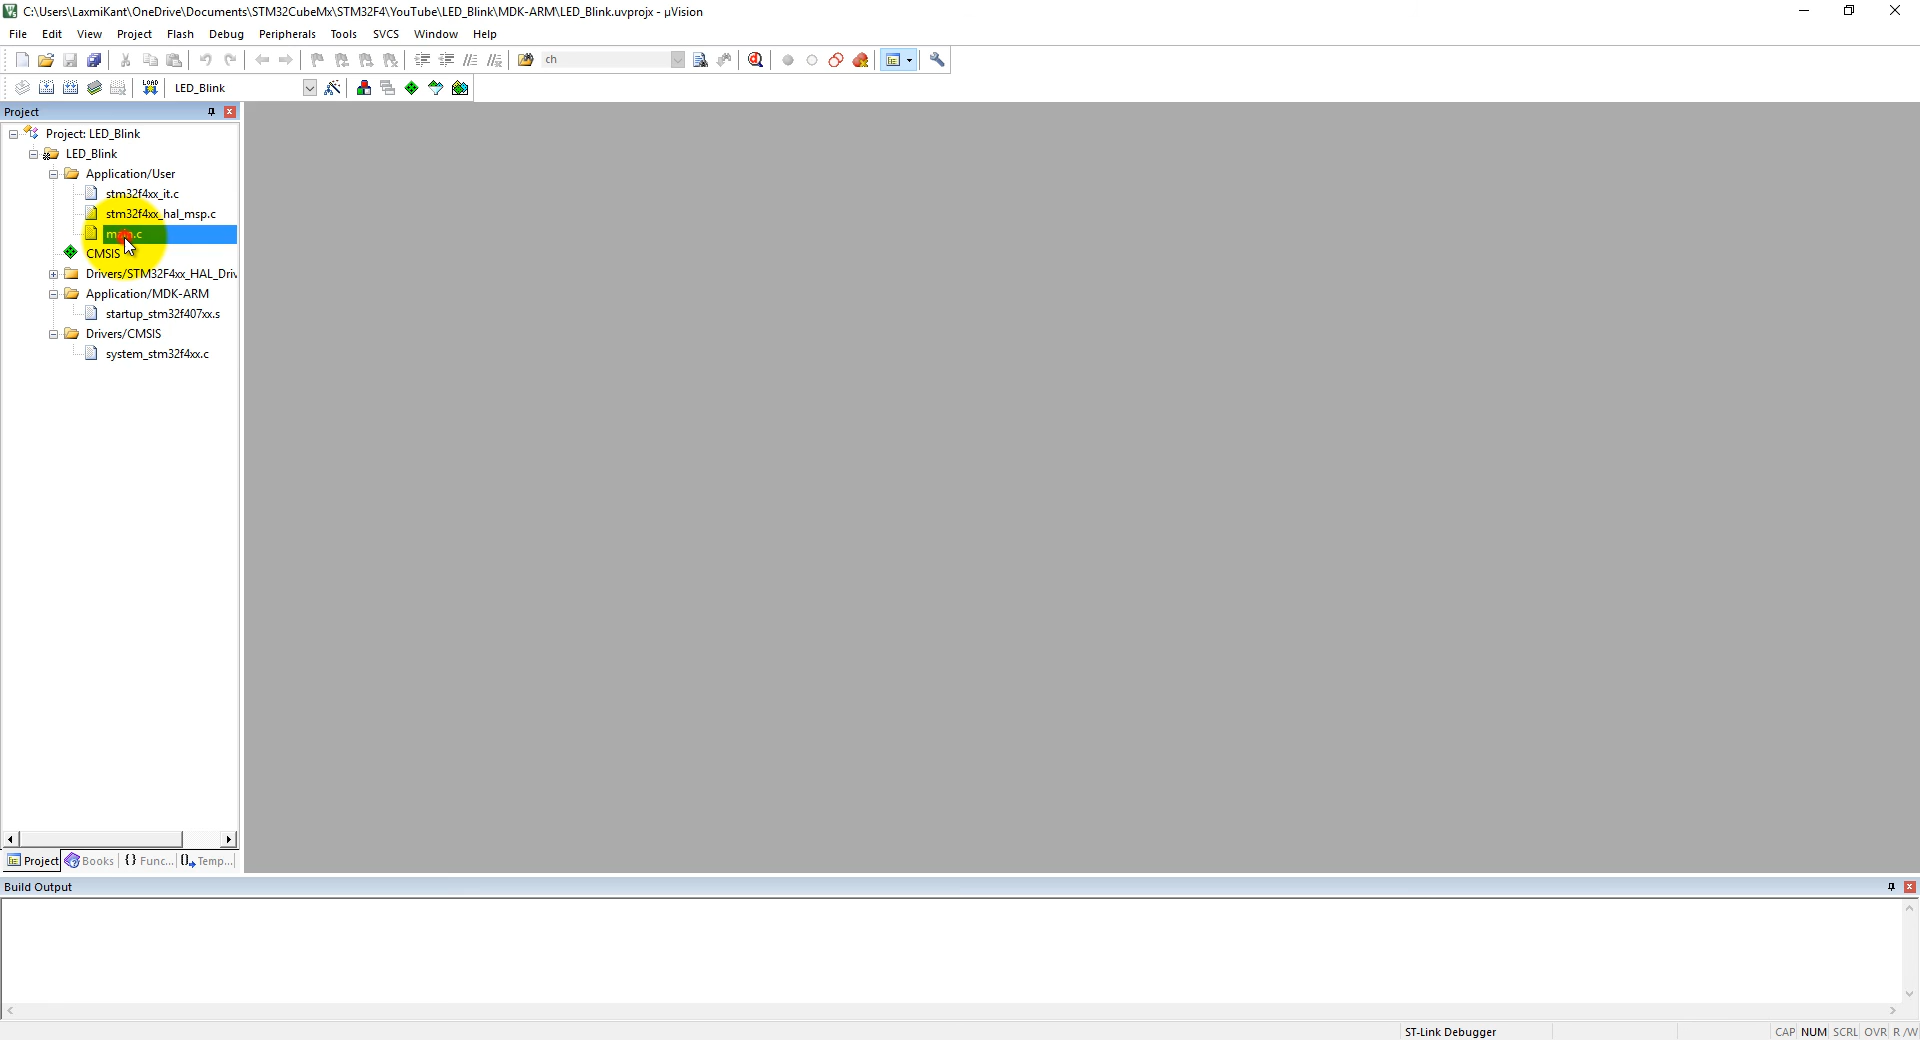 C:\Users\LaxmiKant\OneDrive\Documents\STM32CubeMx\STM32F4\YouTube\LED_Blink\MDK-ARM\LED_Blink.uvprojx - µVision
File Edit View Project Flash Debug Peripherals Tools SVCS Window Help
ch
LOAD LED_Blink
Project
Project: LED_Blink
LED_Blink
Application/User
stm32f4xx_it.c
stm32f4xx_hal_msp.c
main.c
CMSIS
Drivers/STM32F4xx_HAL_Driv
Application/MDK-ARM
startup_stm32f407xx.s
Drivers/CMSIS
system_stm32f4xx.c
Project Books {} Func... Temp...
Build Output
ST-Link Debugger CAP NUM SCRL OVR R/W